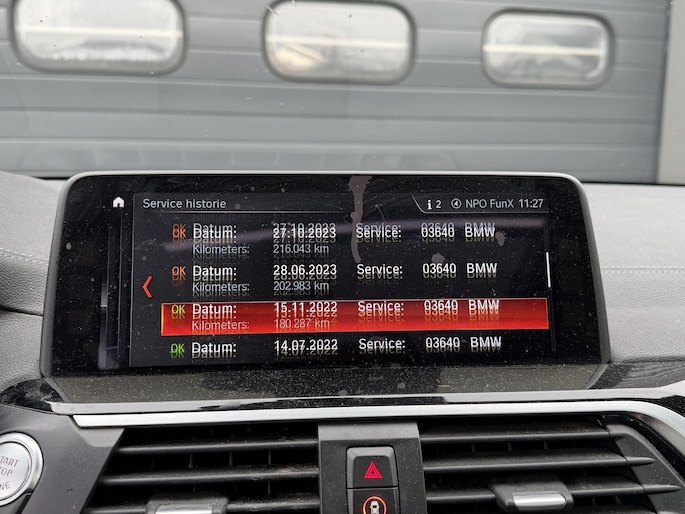 Service historie
i 2 NPO FunX 11:27
OK Datum: 27.10.2023 Service: 03640 BMW
Kilometers: 216.043 km
OK Datum: 28.06.2023 Service: 03640 BMW
Kilometers: 202.983 km
OK Datum: 15.11.2022 Service: 03640 BMW
Kilometers: 180.287 km
OK Datum: 14.07.2022 Service: 03640 BMW
START
STOP